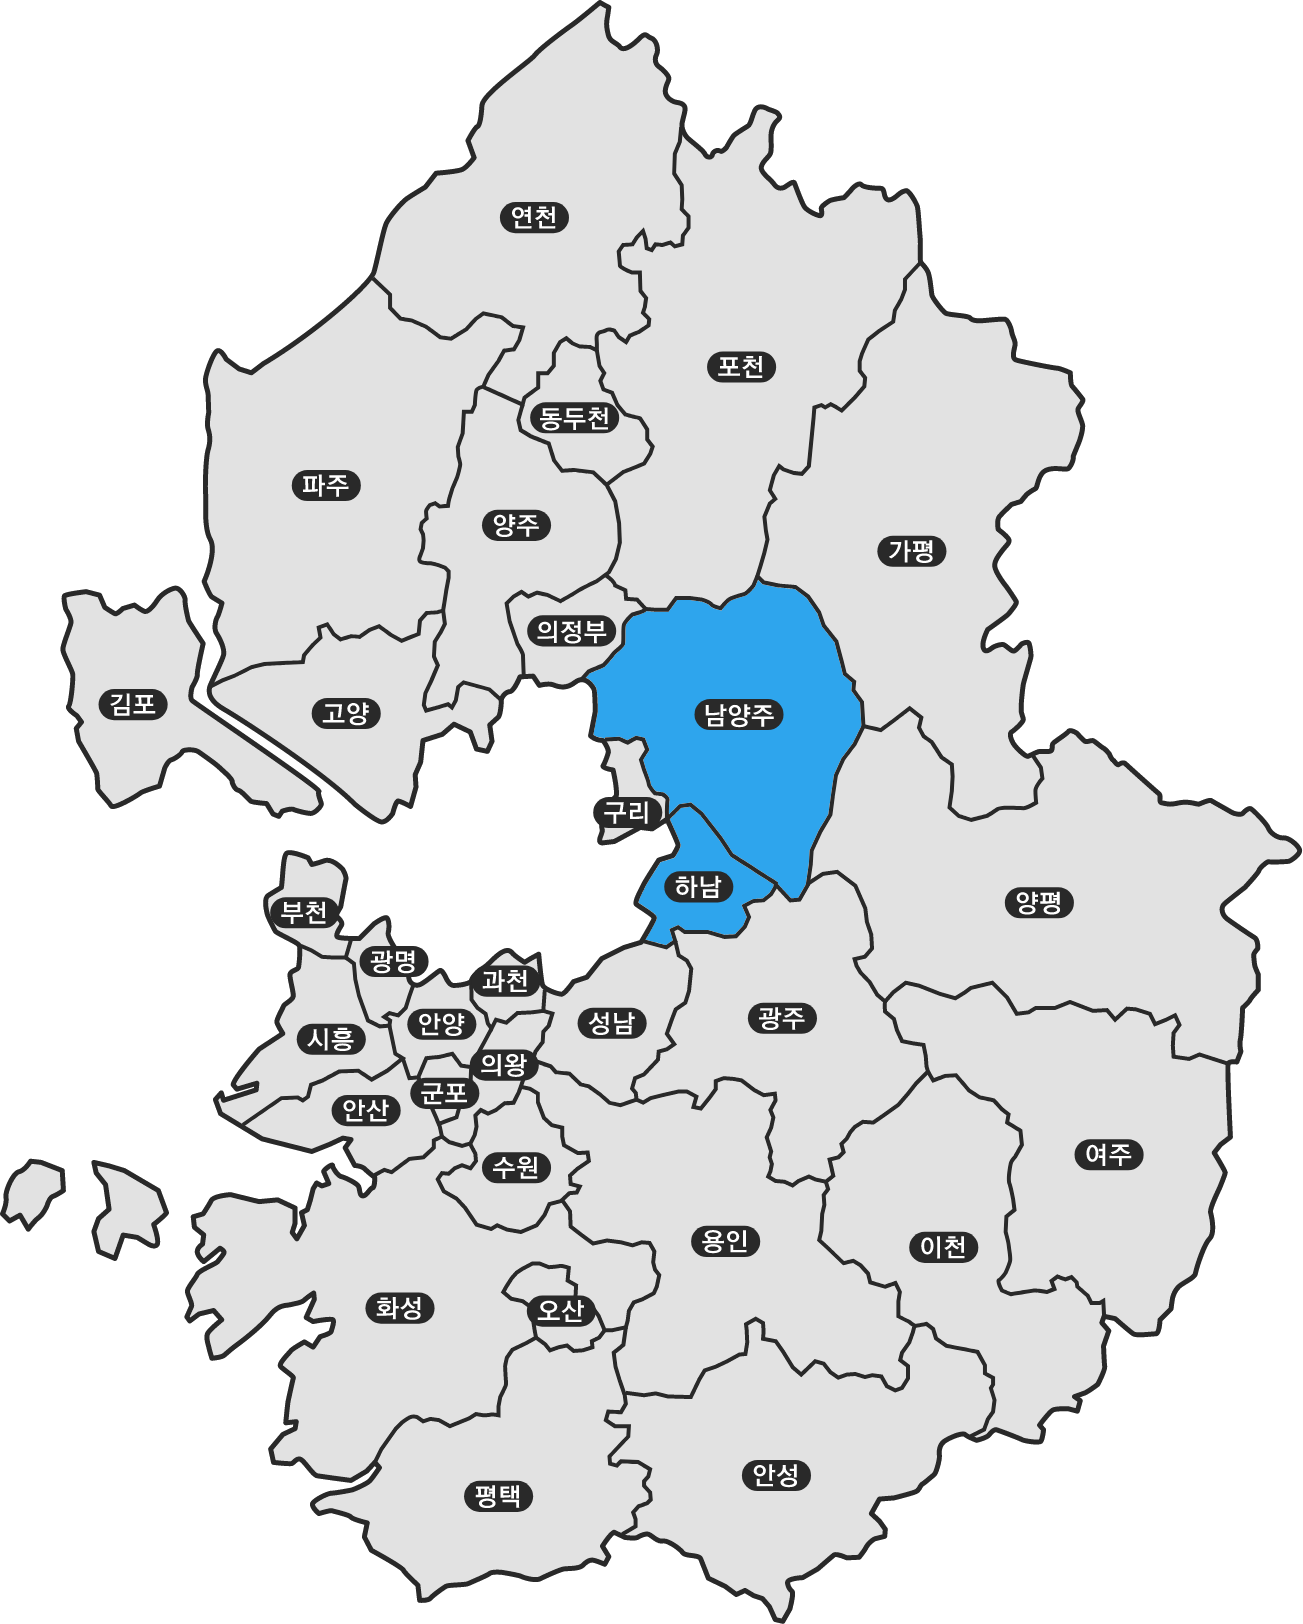 연천
포천
동두천
파주
양주
가평
의정부
김포
고양
남양주
구리
하남
양평
부천
광명
과천
성남
광주
안양
시흥
의왕
군포
안산
여주
수원
용인
이천
화성
오산
안성
평택